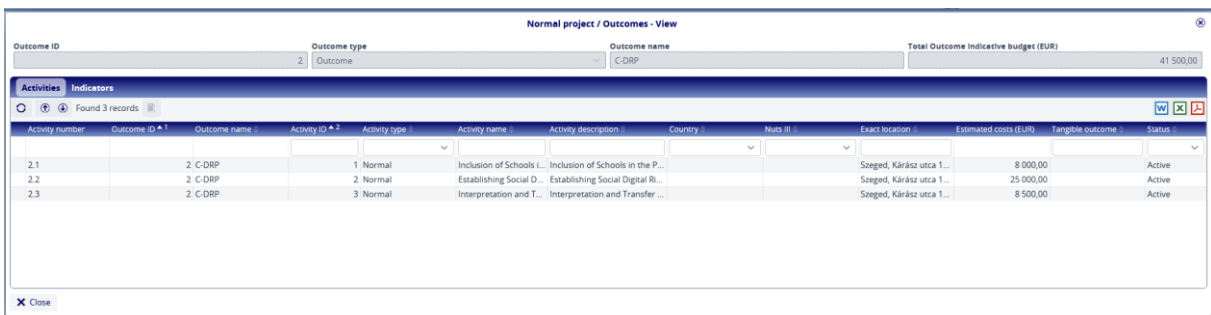 Normal project / Outcomes - View
Outcome ID Outcome type Outcome name Total Outcome Indicative budget (EUR)
2 Outcome C-DRP 41 500,00
Activities Indicators
Found 3 records
Activity number Outcome ID 1 Outcome name Activity ID 2 Activity type Activity name Activity description Country Nuts III Exact location Estimated costs (EUR) Tangible outcome Status
2.1 2 C-DRP 1 Normal Inclusion of Schools i... Inclusion of Schools in the P... Szeged, Kárász utca 1... 8 000,00 Active
2.2 2 C-DRP 2 Normal Establishing Social D... Establishing Social Digital Ri... Szeged, Kárász utca 1... 25 000,00 Active
2.3 2 C-DRP 3 Normal Interpretation and T... Interpretation and Transfer ... Szeged, Kárász utca 1... 8 500,00 Active
Close